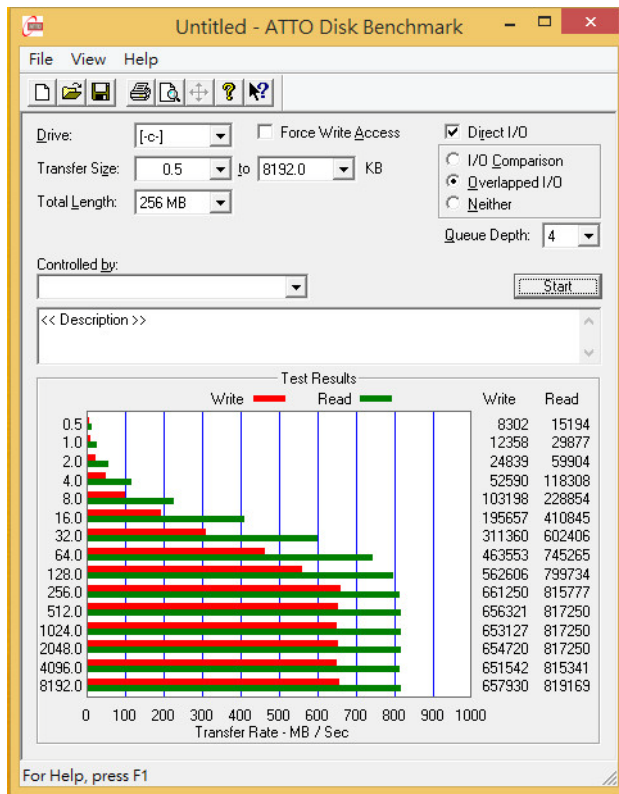 Untitled - ATTO Disk Benchmark
File View Help
Drive: [-c-] Force Write Access Direct I/O
Transfer Size: 0.5 to 8192.0 KB I/O Comparison
Overlapped I/O
Total Length: 256 MB Neither
Queue Depth: 4
Controlled by:
Start
<< Description >>
Test Results
Write Read Write Read
0.5 8302 15194
1.0 12358 29877
2.0 24839 59904
4.0 52590 118308
8.0 103198 228854
16.0 195657 410845
32.0 311360 602406
64.0 463553 745265
128.0 562606 799734
256.0 661250 815777
512.0 656321 817250
1024.0 653127 817250
2048.0 654720 817250
4096.0 651542 815341
8192.0 657930 819169
0 100 200 300 400 500 600 700 800 900 1000
Transfer Rate - MB / Sec
For Help, press F1